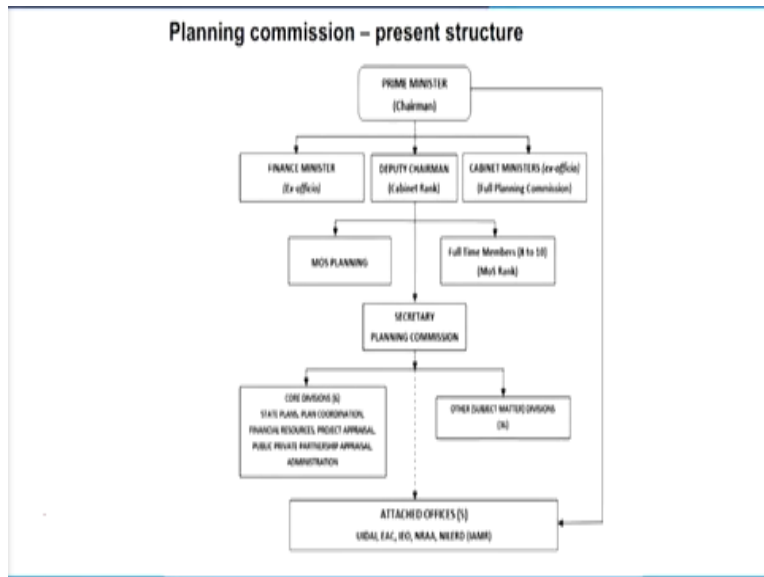 Planning commission – present structure
PRIME MINISTER
(Chairman)
FINANCE MINISTER
(Ex-officio)
DEPUTY CHAIRMAN
(Cabinet Rank)
CABINET MINISTERS (ex-officio)
(Full Planning Commission)
MOS PLANNING
Full Time Members (8 to 10)
(MoS Rank)
SECRETARY
PLANNING COMMISSION
CORE DIVISIONS (6)
STATE PLANS, PLAN COORDINATION,
FINANCIAL RESOURCES, PROJECT APPRAISAL,
PUBLIC PRIVATE PARTNERSHIP APPRAISAL,
ADMINISTRATION
OTHER (SUBJECT MATTER) DIVISIONS
ATTACHED OFFICES (5)
UIDAI, EAC, IEO, NRAA, NILERD (IAMR)